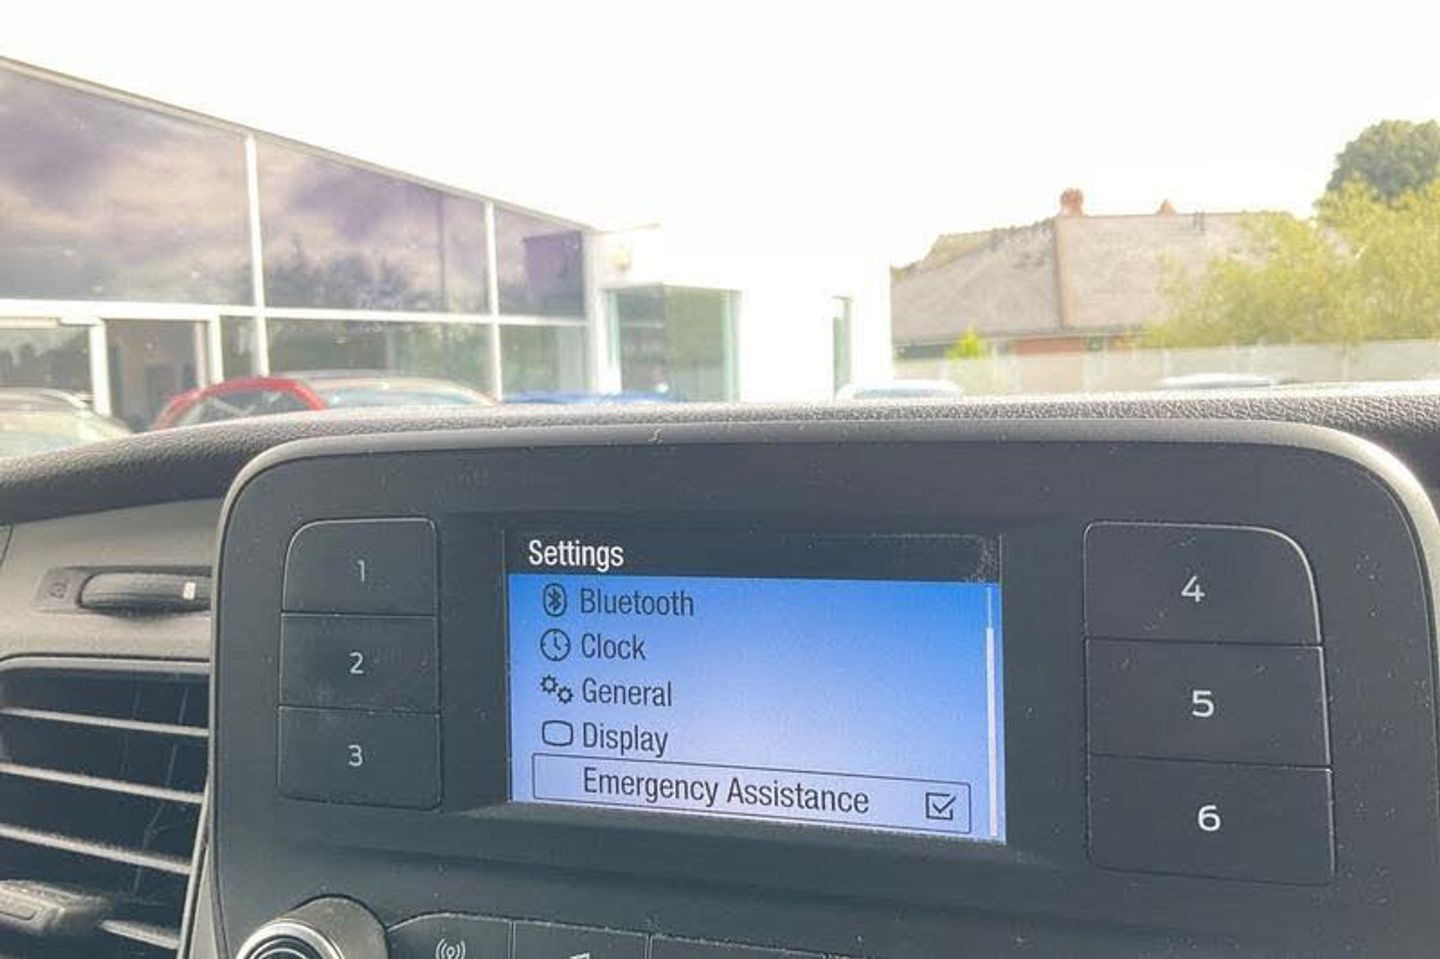 Settings
Bluetooth
Clock
General
Display
Emergency Assistance
1
2
3
4
5
6